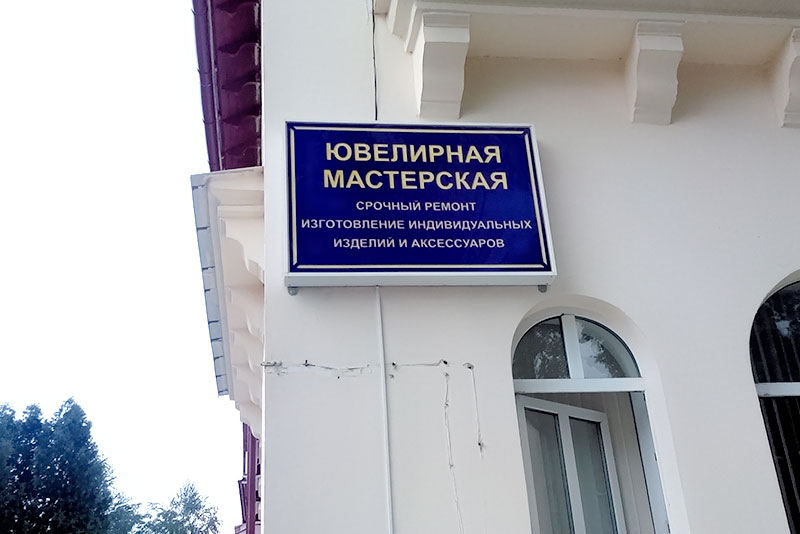 ЮВЕЛИРНАЯ
МАСТЕРСКАЯ
СРОЧНЫЙ РЕМОНТ
ИЗГОТОВЛЕНИЕ ИНДИВИДУАЛЬНЫХ
ИЗДЕЛИЙ И АКСЕССУАРОВ